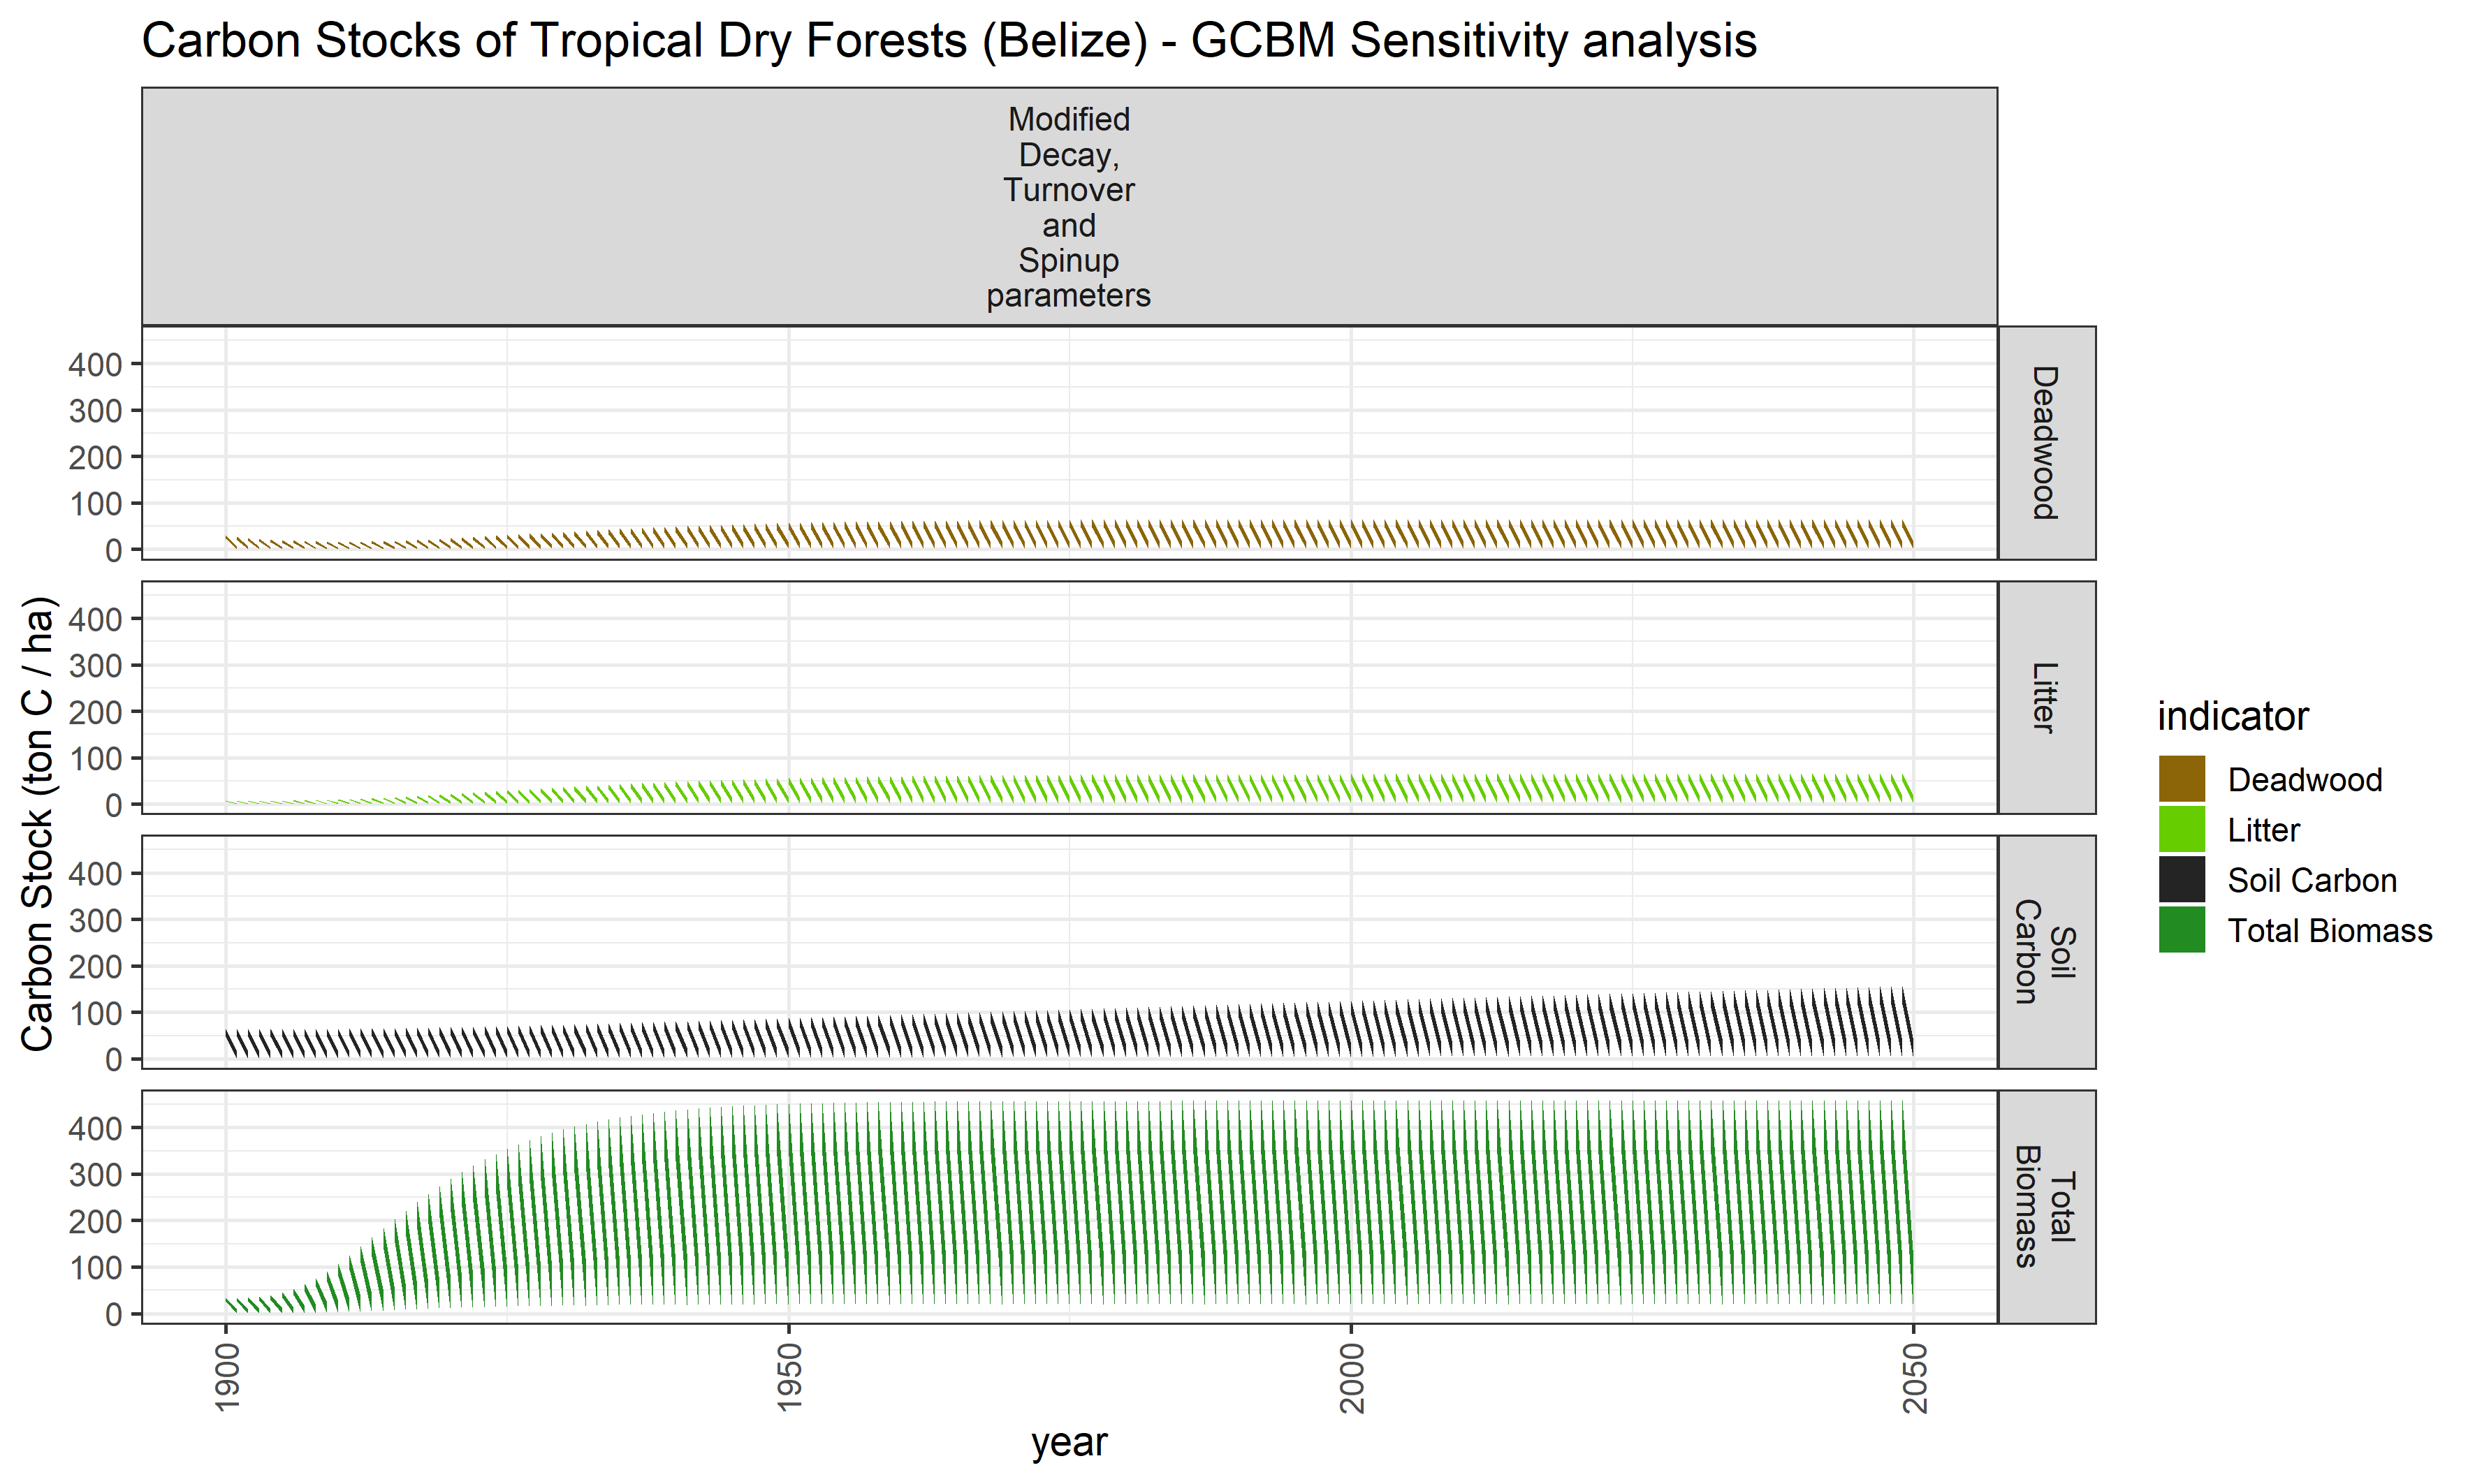 Carbon Stocks of Tropical Dry Forests (Belize) - GCBM Sensitivity analysis
Modified
Decay,
Turnover
and
Spinup
parameters
Carbon Stock (ton C / ha)
400
300
200
100
0
Deadwood
400
300
200
100
0
Litter
400
300
200
100
0
Soil
Carbon
400
300
200
100
0
Total
Biomass
1900
1950
2000
2050
year
indicator
Deadwood
Litter
Soil Carbon
Total Biomass